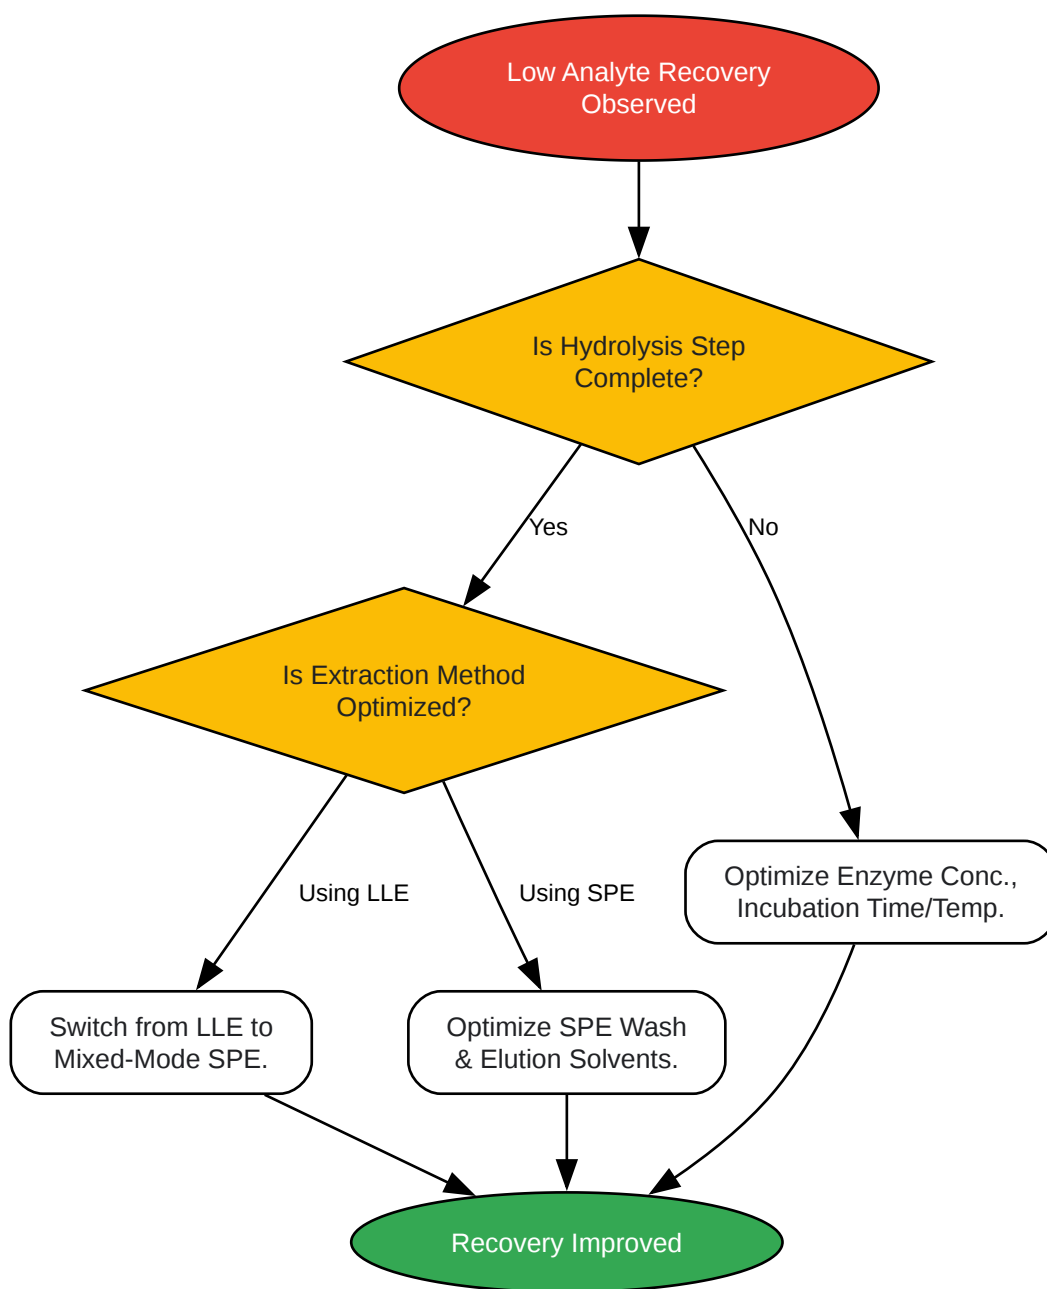 Low Analyte Recovery
Observed
Is Hydrolysis Step
Complete?
Yes
No
Is Extraction Method
Optimized?
Using LLE
Using SPE
Optimize Enzyme Conc.,
Incubation Time/Temp.
Switch from LLE to
Mixed-Mode SPE.
Optimize SPE Wash
& Elution Solvents.
Recovery Improved